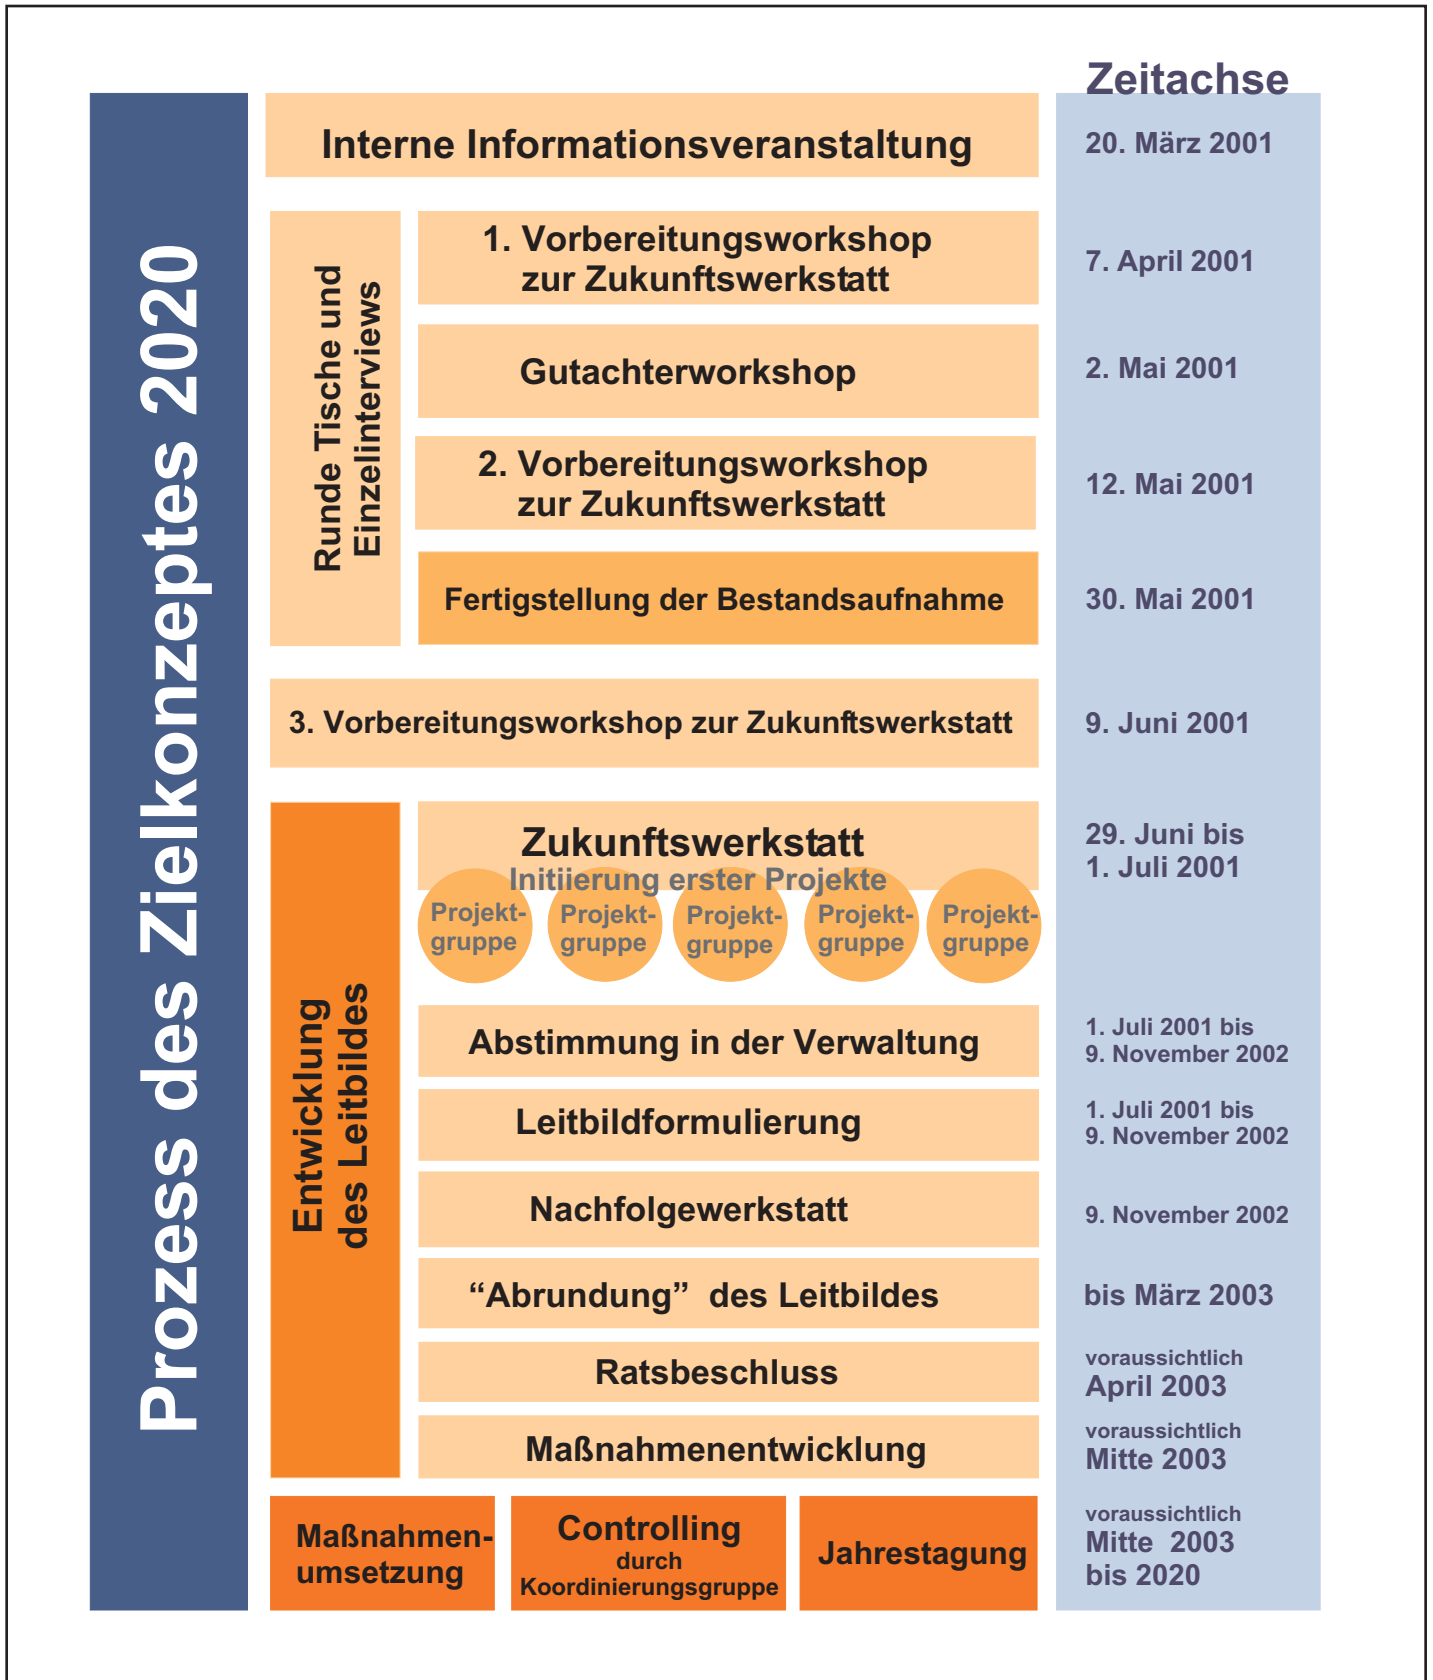 Prozess des Zielkonzeptes 2020
Zeitachse
Interne Informationsveranstaltung
20. März 2001
Runde Tische und
Einzelinterviews
1. Vorbereitungsworkshop
zur Zukunftswerkstatt
7. April 2001
Gutachterworkshop
2. Mai 2001
2. Vorbereitungsworkshop
zur Zukunftswerkstatt
12. Mai 2001
Fertigstellung der Bestandsaufnahme
30. Mai 2001
3. Vorbereitungsworkshop zur Zukunftswerkstatt
9. Juni 2001
Entwicklung
des Leitbildes
Zukunftswerkstatt
Initiierung erster Projekte
29. Juni bis
1. Juli 2001
Projekt-
gruppe
Projekt-
gruppe
Projekt-
gruppe
Projekt-
gruppe
Projekt-
gruppe
Abstimmung in der Verwaltung
1. Juli 2001 bis
9. November 2002
Leitbildformulierung
1. Juli 2001 bis
9. November 2002
Nachfolgewerkstatt
9. November 2002
“Abrundung” des Leitbildes
bis März 2003
Ratsbeschluss
voraussichtlich
April 2003
Maßnahmenentwicklung
voraussichtlich
Mitte 2003
Maßnahmen-
umsetzung
Controlling
durch
Koordinierungsgruppe
Jahrestagung
voraussichtlich
Mitte 2003
bis 2020